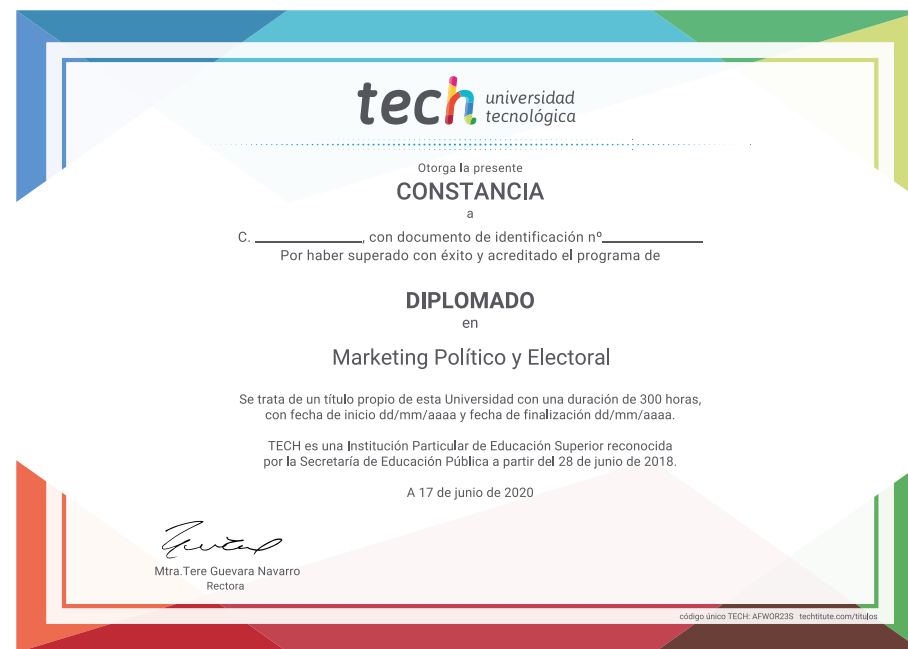 tech universidad
tecnológica
Otorga la presente
CONSTANCIA
a
C. ______________, con documento de identificación nº_____________
Por haber superado con éxito y acreditado el programa de
DIPLOMADO
en
Marketing Político y Electoral
Se trata de un título propio de esta Universidad con una duración de 300 horas,
con fecha de inicio dd/mm/aaaa y fecha de finalización dd/mm/aaaa.
TECH es una Institución Particular de Educación Superior reconocida
por la Secretaría de Educación Pública a partir del 28 de junio de 2018.
A 17 de junio de 2020
Mtra.Tere Guevara Navarro
Rectora
código único TECH: AFWOR23S techtitute.com/titulos